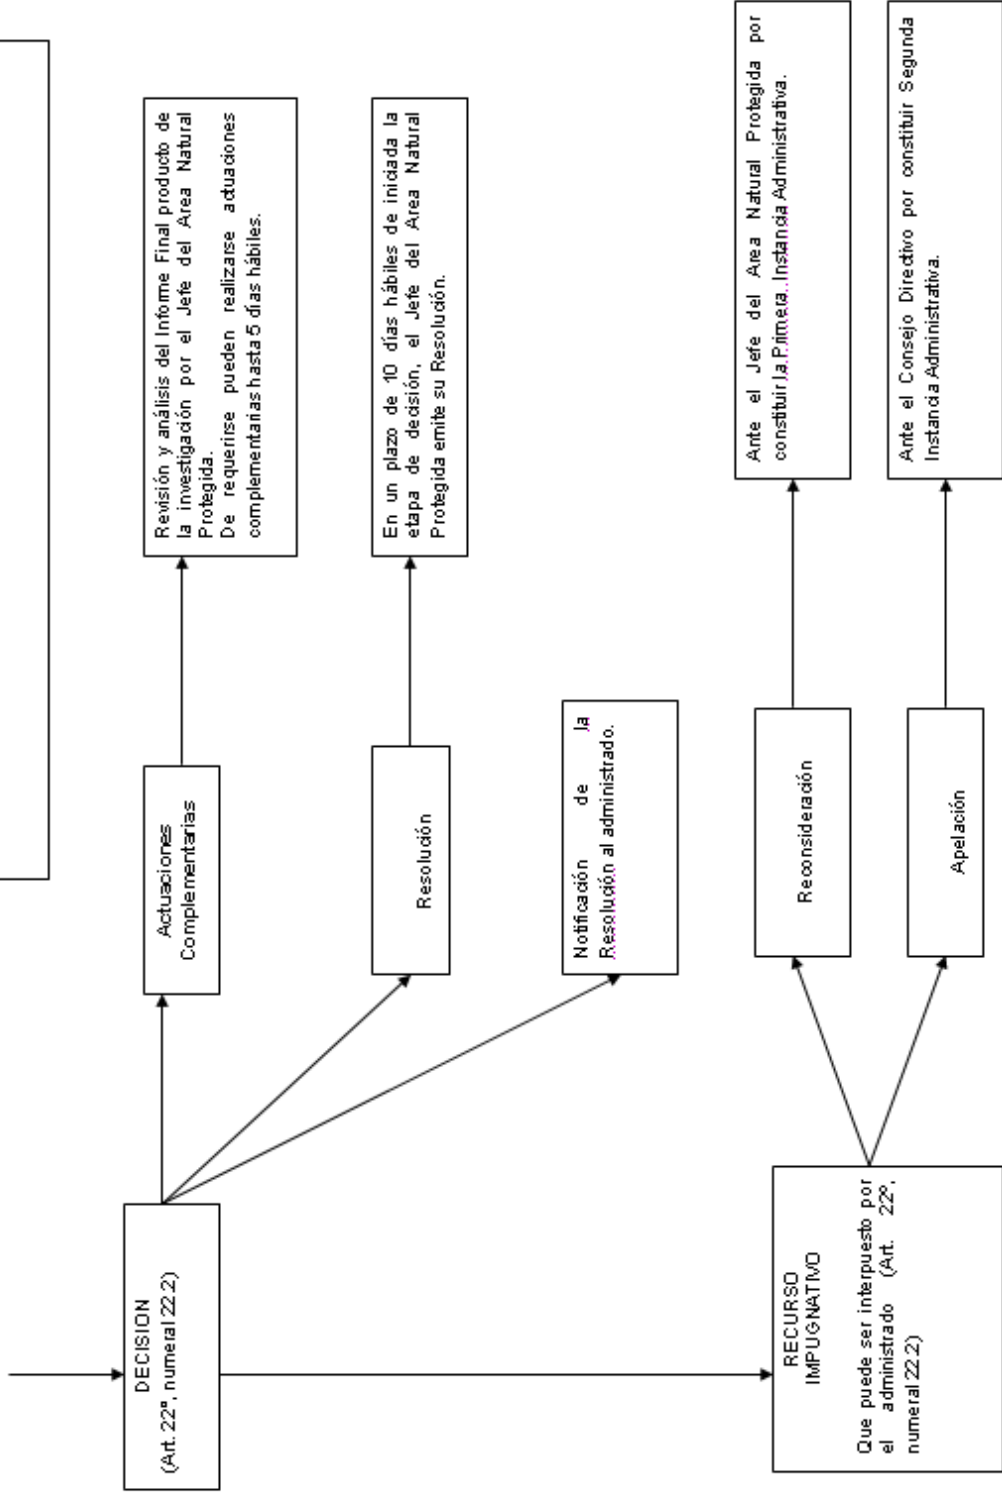 DECISION
(Art. 22º, numeral 22.2)
Actuaciones
Complementarias
Revisión y análisis del Informe Final producto de
la investigación por el Jefe del Area Natural
Protegida.
De requerirse pueden realizarse actuaciones
complementarias hasta 5 días hábiles.
Resolución
En un plazo de 10 días hábiles de iniciada la
etapa de decisión, el Jefe del Area Natural
Protegida emite su Resolución.
Notificación de la
Resolución al administrado.
RECURSO
IMPUGNATIVO
Que puede ser interpuesto por
el administrado (Art. 22º,
numeral 22.2)
Reconsideración
Ante el Jefe del Area Natural Protegida por
constituir la Primera Instancia Administrativa.
Apelación
Ante el Consejo Directivo por constituir Segunda
Instancia Administrativa.